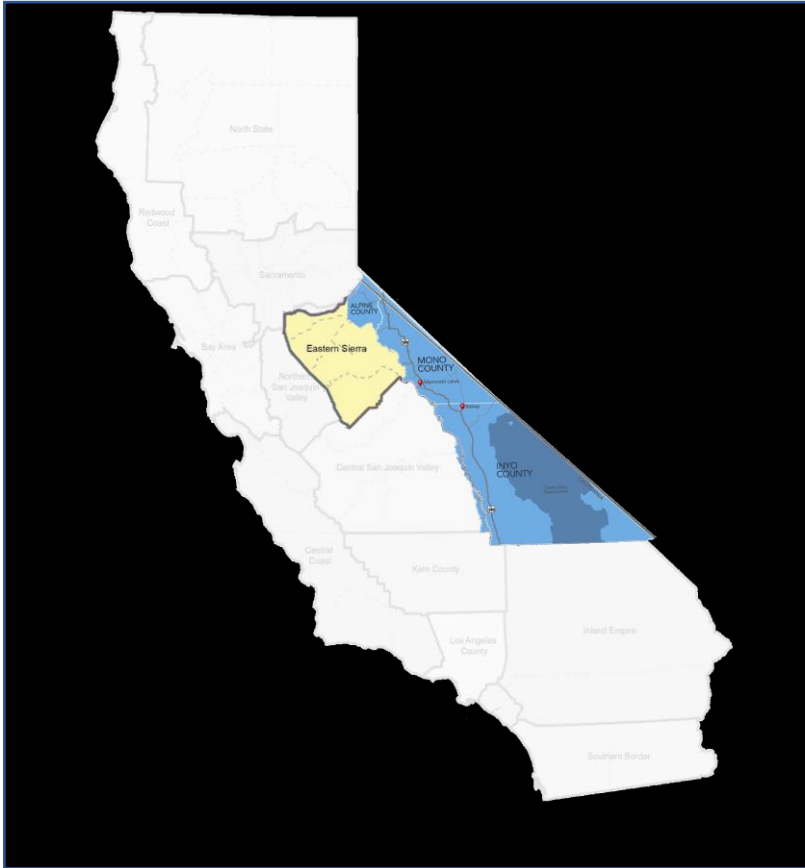 North State
Redwood
Coast
Sacramento
ALPINE
COUNTY
Bay Area
Eastern Sierra
MONO
COUNTY
Northern
San Joaquin
Valley
Mammoth Lakes
Bishop
Central San Joaquin Valley
INYO
COUNTY
Central
Coast
Kern County
Los Angeles
County
Inland Empire
Southern Border